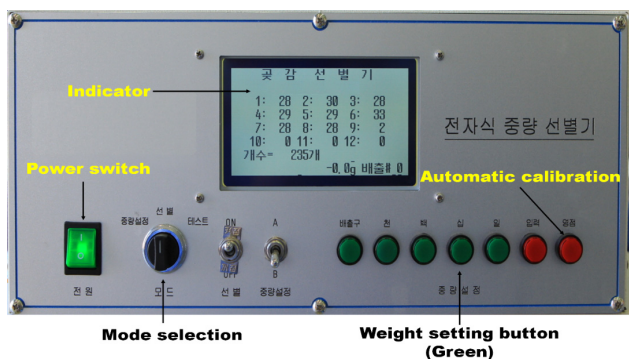 곶 감 선 별 기
1: 28 2: 30 3: 28
4: 29 5: 29 6: 33
7: 28 8: 28 9: 2
10: 0 11: 0 12: 0
개수= 235개
-0.0g 배출# 0
Indicator
전자식 중량 선별기
Power switch
Automatic calibration
중량설정 선별 테스트
ON
OFF
A
B
배출구 천 백 십 일 입력 영점
전원 모드 선별 중량설정
중량설정
Mode selection
Weight setting button
(Green)